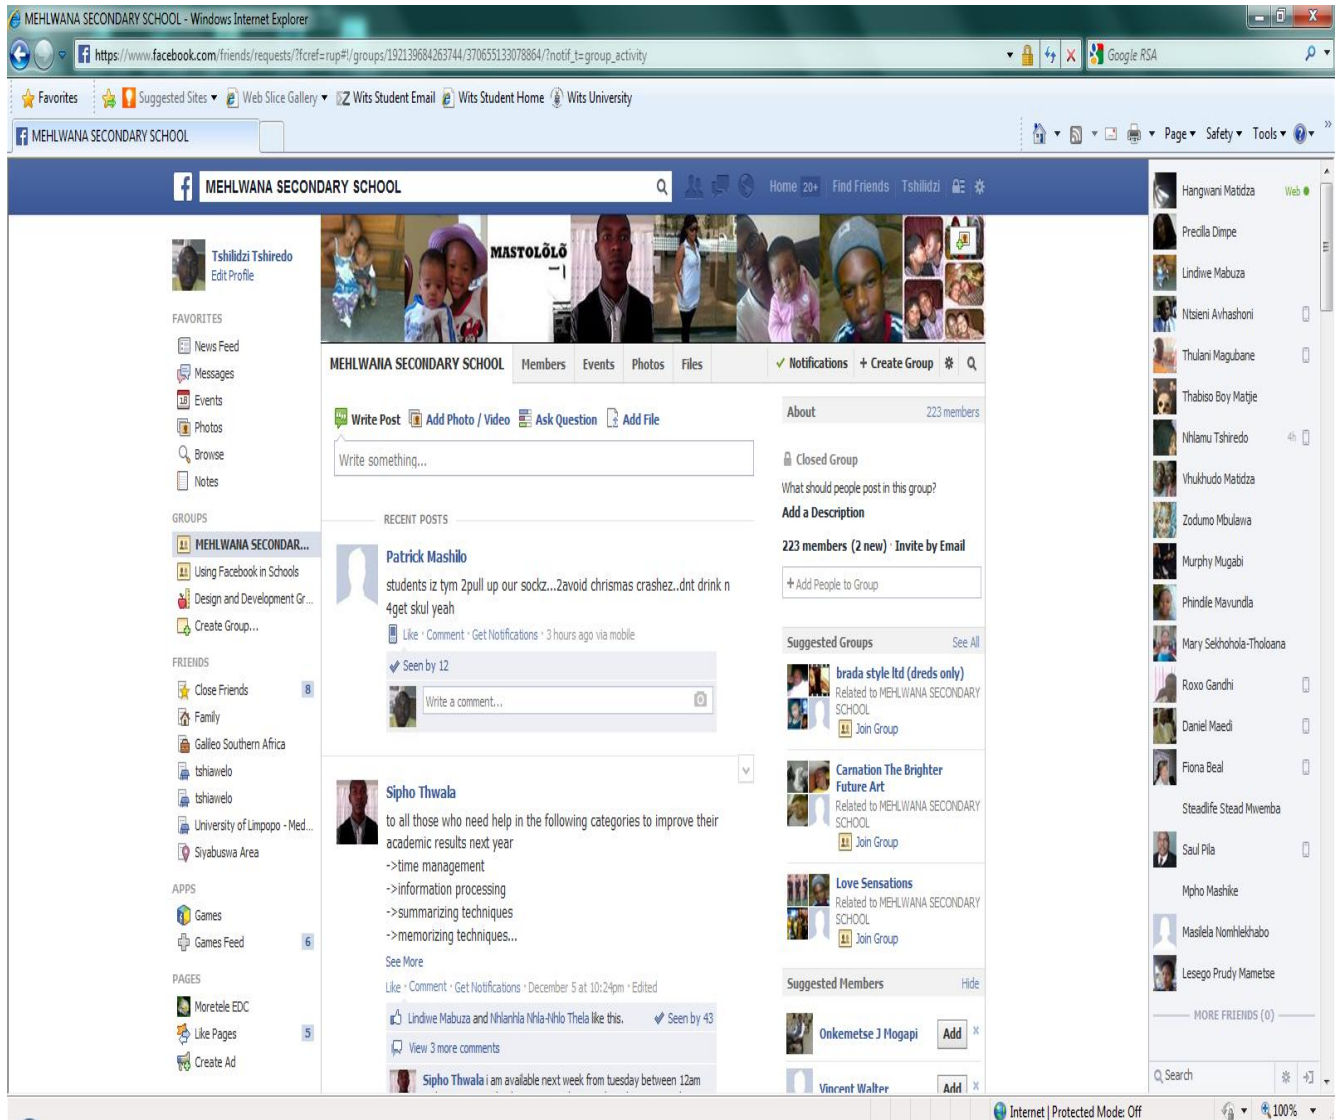 MEHLWANA SECONDARY SCHOOL - Windows Internet Explorer
https://www.facebook.com/friends/requests/?fcref=rup#!/groups/192139684263744/370655133078864/?notif_t=group_activity
Google RSA
Favorites
Suggested Sites
Web Slice Gallery
Wits Student Email
Wits Student Home
Wits University
MEHLWANA SECONDARY SCHOOL
Page
Safety
Tools
MEHLWANA SECONDARY SCHOOL
Home 20+
Find Friends
Tshilidzi
Tshilidzi Tshiredo
Edit Profile
FAVORITES
News Feed
Messages
18 Events
Photos
Browse
Notes
GROUPS
MEHLWANA SECONDAR...
Using Facebook in Schools
Design and Development Gr...
Create Group...
FRIENDS
Close Friends 8
Family
Galileo Southern Africa
tshiawelo
tshiawelo
University of Limpopo - Med...
Siyabuswa Area
APPS
Games
Games Feed 6
PAGES
Moretele EDC
Like Pages 5
Create Ad
MASTOLÕLÕ
MEHLWANA SECONDARY SCHOOL
Members
Events
Photos
Files
Notifications
+ Create Group
Write Post
Add Photo / Video
Ask Question
Add File
Write something...
RECENT POSTS
Patrick Mashilo
students iz tym 2pull up our sockz...2avoid chrismas crashez..dnt drink n
4get skul yeah
Like · Comment · Get Notifications · 3 hours ago via mobile
Seen by 12
Write a comment...
Sipho Thwala
to all those who need help in the following categories to improve their
academic results next year
->time management
->information processing
->summarizing techniques
->memorizing techniques...
See More
Like · Comment · Get Notifications · December 5 at 10:24pm · Edited
Lindiwe Mabuza and Nhlanhla Nhla-Nhlo Thela like this.
Seen by 43
View 3 more comments
Sipho Thwala i am available next week from tuesday between 12am
About
223 members
Closed Group
What should people post in this group?
Add a Description
223 members (2 new) · Invite by Email
+ Add People to Group
Suggested Groups
See All
brada style ltd (dreds only)
Related to MEHLWANA SECONDARY
SCHOOL
Join Group
Carnation The Brighter
Future Art
Related to MEHLWANA SECONDARY
SCHOOL
Join Group
Love Sensations
Related to MEHLWANA SECONDARY
SCHOOL
Join Group
Suggested Members
Hide
Onkemetse J Mogapi
Add
Vincent Walter
Add
Hangwani Matidza
Web
Precilla Dimpe
Lindiwe Mabuza
Ntsieni Avhashoni
Thulani Magubane
Thabiso Boy Matjie
Nhlamu Tshiredo
4h
Vhukhudo Matidza
Zodumo Mbulawa
Murphy Mugabi
Phindile Mavundla
Mary Sekhohola-Tholoana
Roxo Gandhi
Daniel Maedi
Fiona Beal
Steadlife Stead Mwemba
Saul Pila
Mpho Mashike
Masilela Nomhlekhabo
Lesego Prudy Mametse
MORE FRIENDS (0)
Search
Internet | Protected Mode: Off
100%